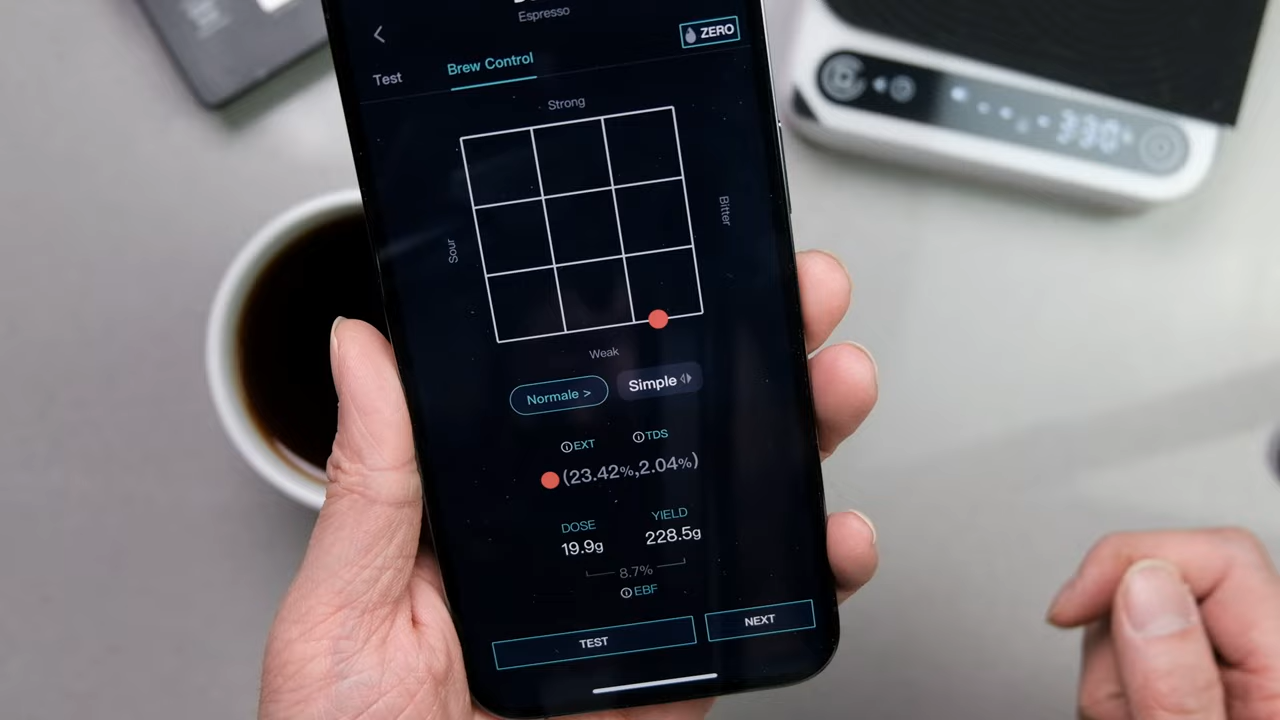 Espresso
ZERO
Test
Brew Control
Strong
Sour
Bitter
Weak
Normale >
Simple
EXT
TDS
(23.42%,2.04%)
DOSE
YIELD
19.9g
228.5g
8.7%
EBF
TEST
NEXT